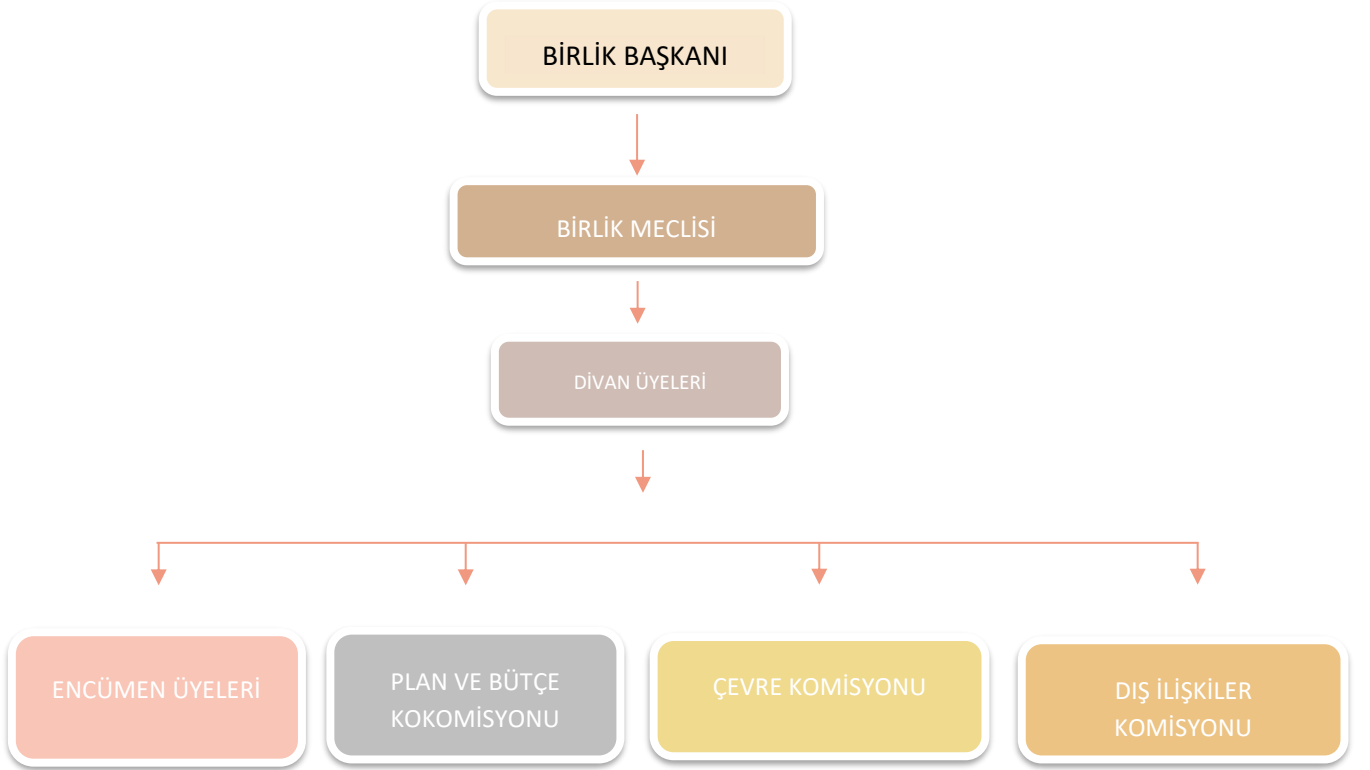 BİRLİK BAŞKANI
BİRLİK MECLİSİ
DİVAN ÜYELERİ
ENCÜMEN ÜYELERİ
PLAN VE BÜTÇE
KOKOMİSYONU
ÇEVRE KOMİSYONU
DIŞ İLİŞKİLER
KOMİSYONU